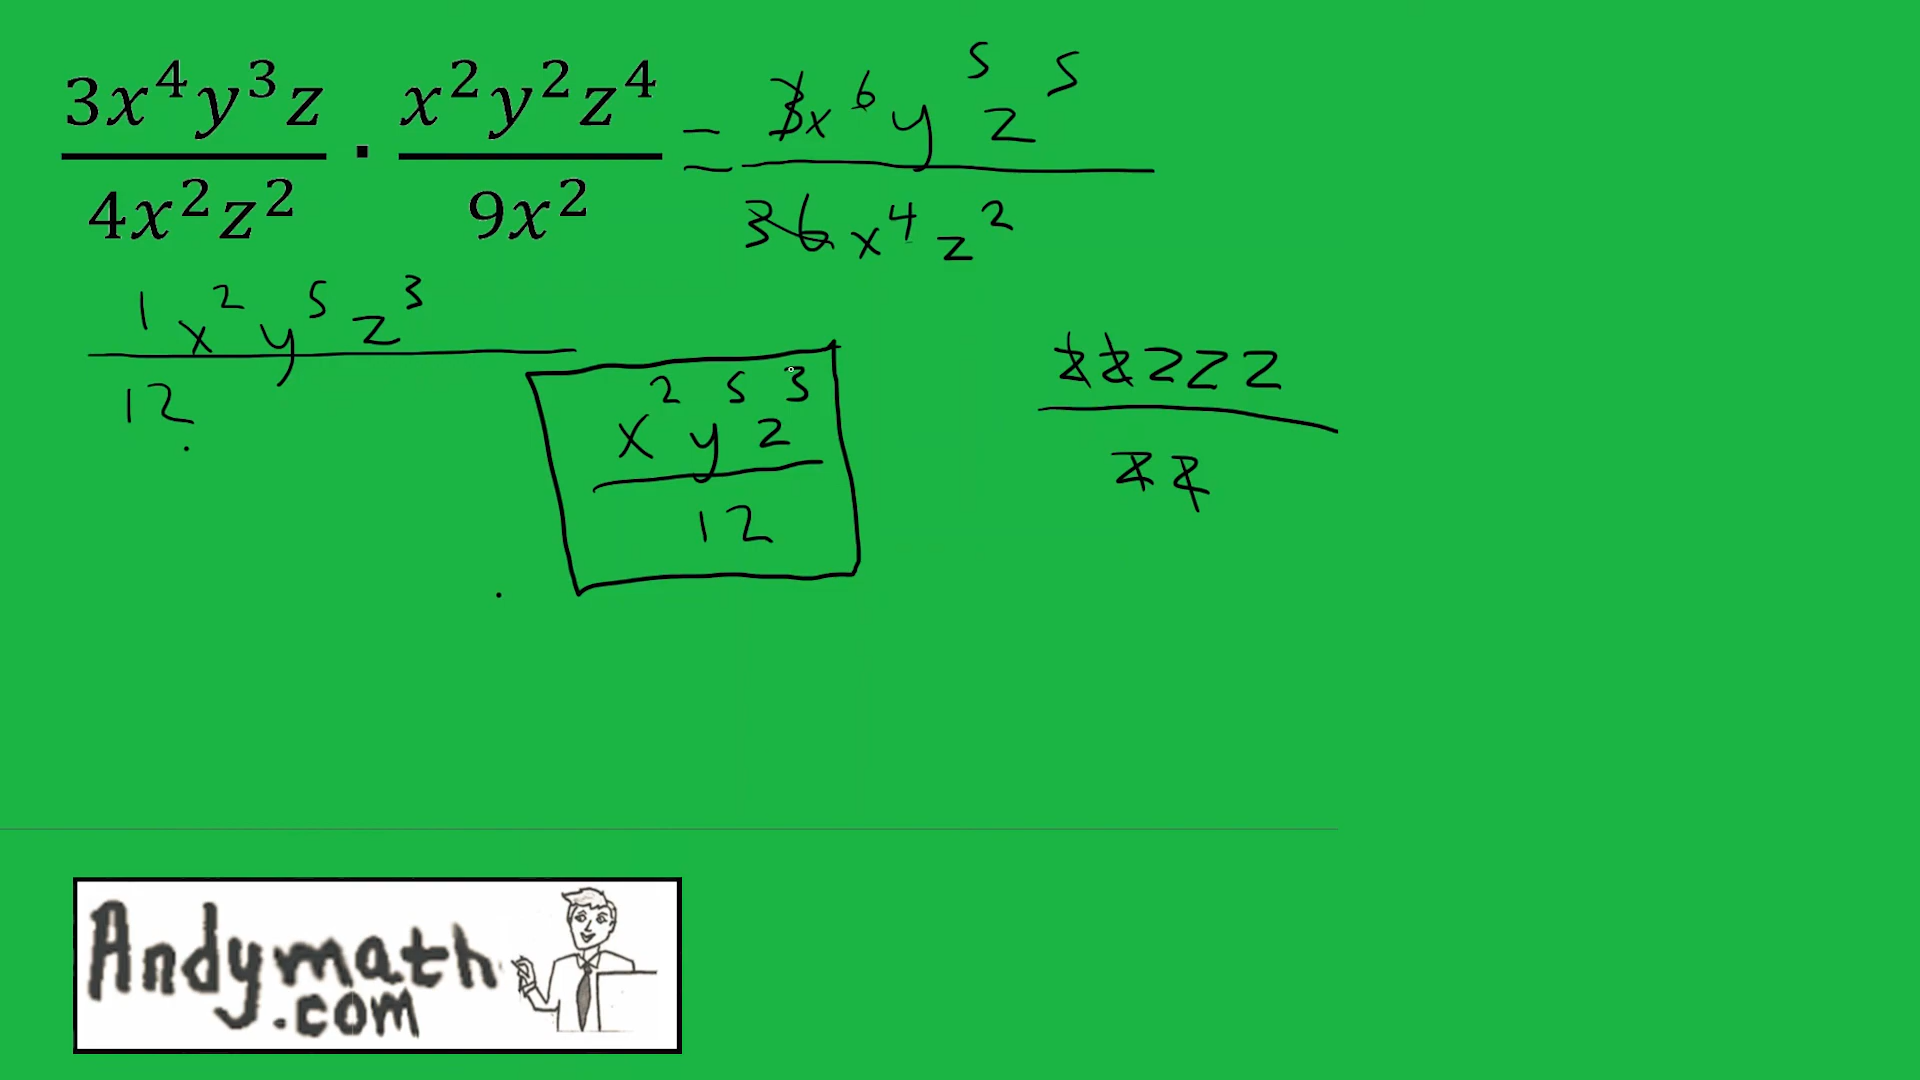 3x⁴y³z / 4x²z² · x²y²z⁴ / 9x² = 3x⁶y⁵z⁵ / 36x⁴z²
1x²y⁵z³ / 12
x²y⁵z³ / 12
zzzzz / zz
Andymath
.com